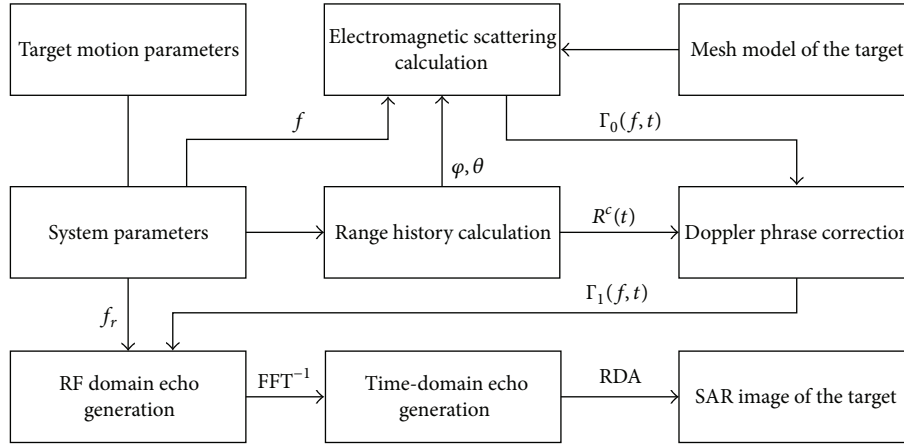 Target motion parameters
Electromagnetic scattering
calculation
Mesh model of the target
f
Γ₀(f, t)
φ, θ
System parameters
Range history calculation
Rᶜ(t)
Doppler phrase correction
fᵣ
Γ₁(f, t)
RF domain echo
generation
FFT⁻¹
Time-domain echo
generation
RDA
SAR image of the target